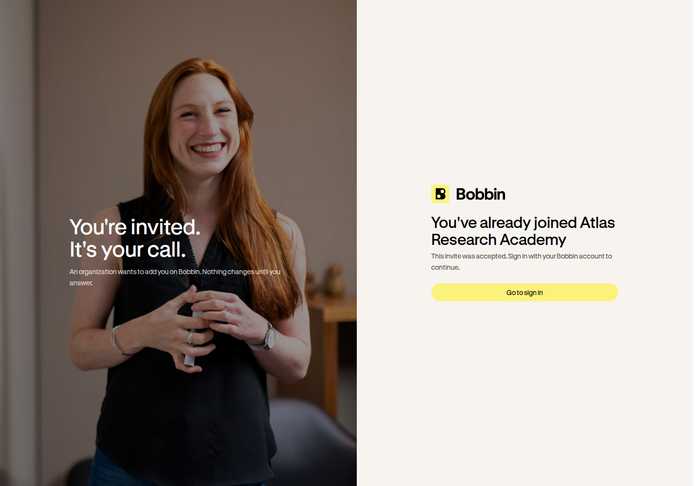 You're invited.
It's your call.
An organization wants to add you on Bobbin. Nothing changes until you
answer.
Bobbin
You've already joined Atlas
Research Academy
This invite was accepted. Sign in with your Bobbin account to
continue.
Go to sign in